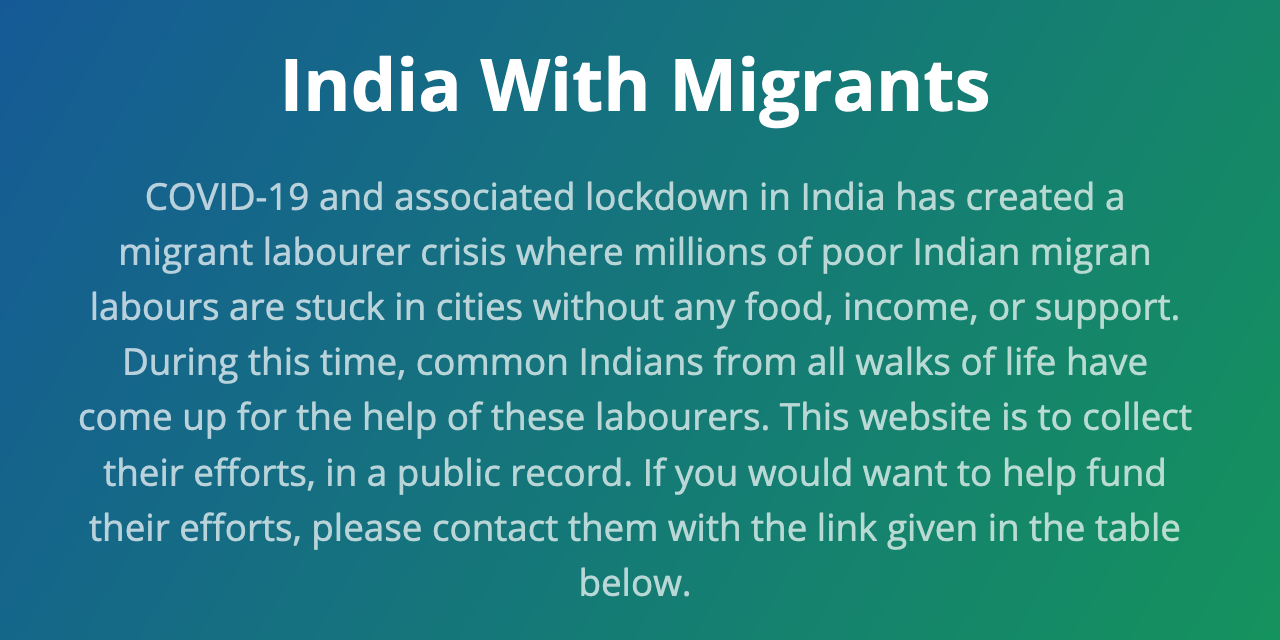 India With Migrants
COVID-19 and associated lockdown in India has created a
migrant labourer crisis where millions of poor Indian migran
labours are stuck in cities without any food, income, or support.
During this time, common Indians from all walks of life have
come up for the help of these labourers. This website is to collect
their efforts, in a public record. If you would want to help fund
their efforts, please contact them with the link given in the table
below.